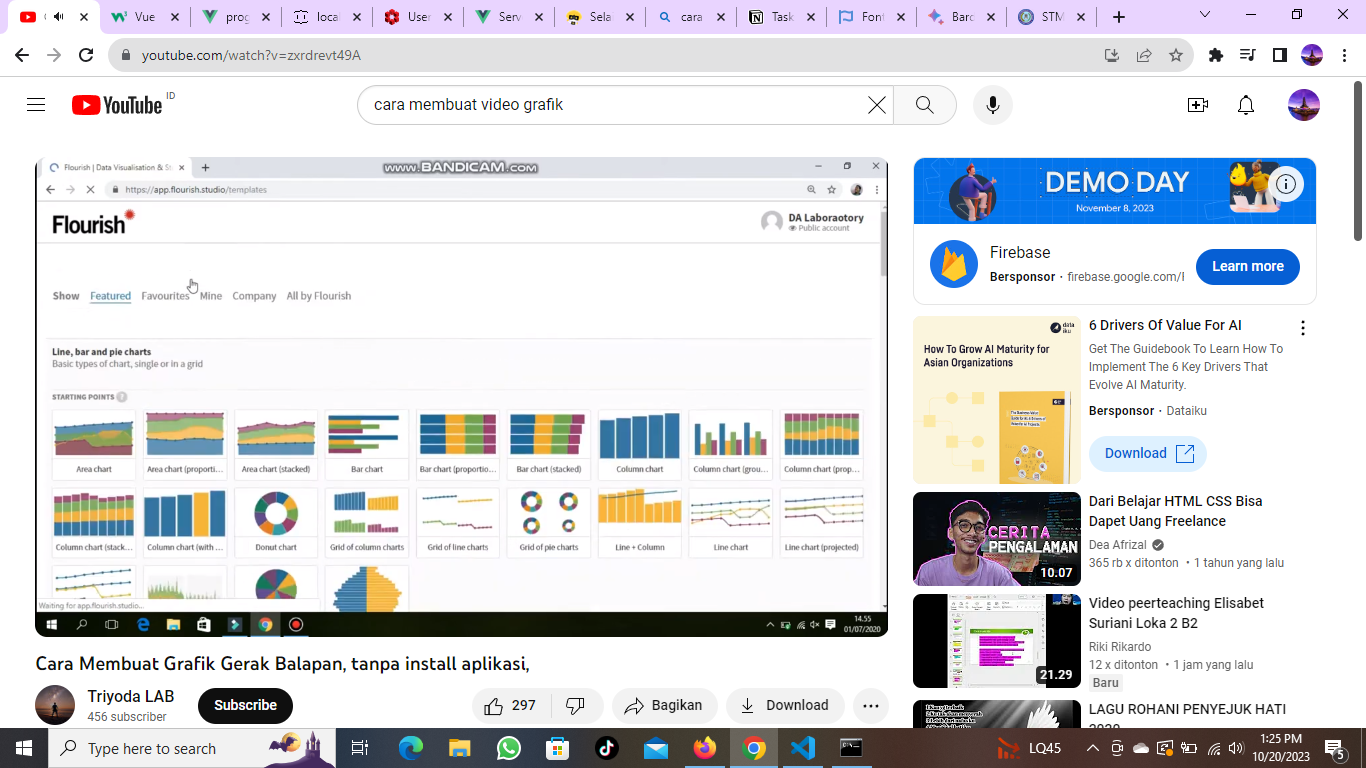 Vue
prog
local
User
Serv
Sela
cara
Task
Font
Barc
STM
youtube.com/watch?v=zxrdrevt49A
YouTube ID
cara membuat video grafik
Flourish | Data Visualisation & St
www.BANDICAM.com
https://app.flourish.studio/templates
Flourish
DA Laboraotory
Public account
Show Featured Favourites Mine Company All by Flourish
Line, bar and pie charts
Basic types of chart, single or in a grid
STARTING POINTS ?
Area chart
Area chart (proporti...
Area chart (stacked)
Bar chart
Bar chart (proportio...
Bar chart (stacked)
Column chart
Column chart (grou...
Column chart (prop...
Column chart (stack...
Column chart (with ...
Donut chart
Grid of column charts
Grid of line charts
Grid of pie charts
Line + Column
Line chart
Line chart (projected)
Waiting for app.flourish.studio...
14.55
01/07/2020
Cara Membuat Grafik Gerak Balapan, tanpa install aplikasi,
Triyoda LAB
456 subscriber
Subscribe
297
Bagikan
Download
DEMO DAY
November 8, 2023
Firebase
Bersponsor · firebase.google.com/
Learn more
data
iku
How To Grow AI Maturity for
Asian Organizations
6 Drivers Of Value For AI
Get The Guidebook To Learn How To
Implement The 6 Key Drivers That
Evolve AI Maturity.
Bersponsor · Dataiku
Download
CERITA
PENGALAMAN
10:07
Dari Belajar HTML CSS Bisa
Dapet Uang Freelance
Dea Afrizal
365 rb x ditonton • 1 tahun yang lalu
21.29
Video peerteaching Elisabet
Suriani Loka 2 B2
Riki Rikardo
12 x ditonton • 1 jam yang lalu
Baru
LAGU ROHANI PENYEJUK HATI
Type here to search
LQ45
1:25 PM
10/20/2023
5